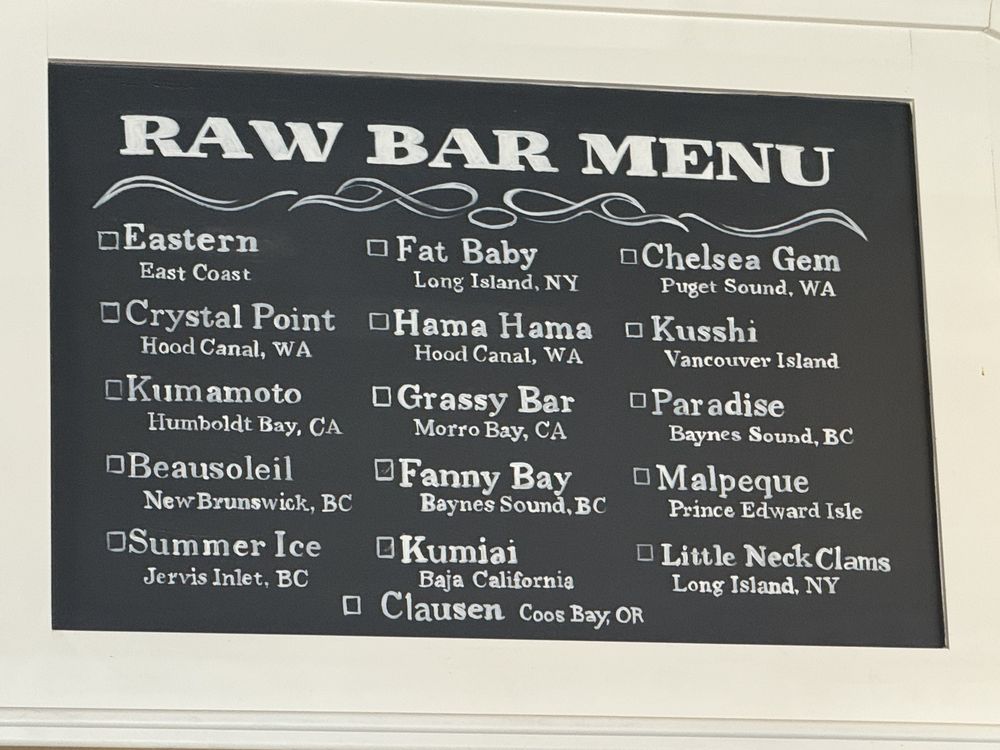 RAW BAR MENU
Eastern
East Coast
Crystal Point
Hood Canal, WA
Kumamoto
Humboldt Bay, CA
Beausoleil
New Brunswick, BC
Summer Ice
Jervis Inlet, BC
Fat Baby
Long Island, NY
Hama Hama
Hood Canal, WA
Grassy Bar
Morro Bay, CA
Fanny Bay
Baynes Sound, BC
Kumiai
Baja California
Chelsea Gem
Puget Sound, WA
Kusshi
Vancouver Island
Paradise
Baynes Sound, BC
Malpeque
Prince Edward Isle
Little Neck Clams
Long Island, NY
Clausen Coos Bay, OR